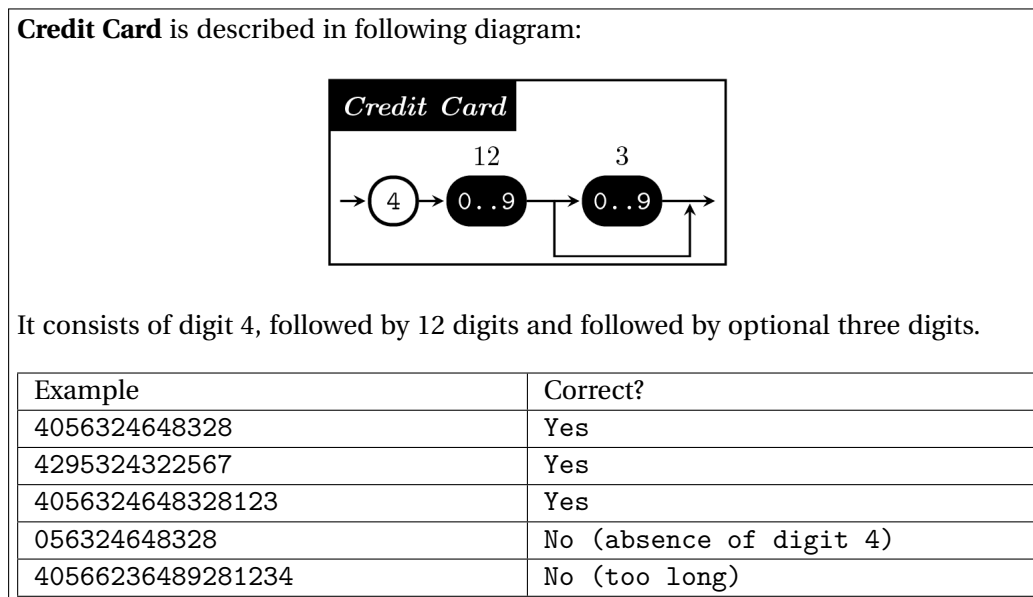 Credit Card is described in following diagram:
Credit Card
12 3
4 0..9 0..9
It consists of digit 4, followed by 12 digits and followed by optional three digits.
Example Correct?
4056324648328 Yes
4295324322567 Yes
4056324648328123 Yes
056324648328 No (absence of digit 4)
40566236489281234 No (too long)